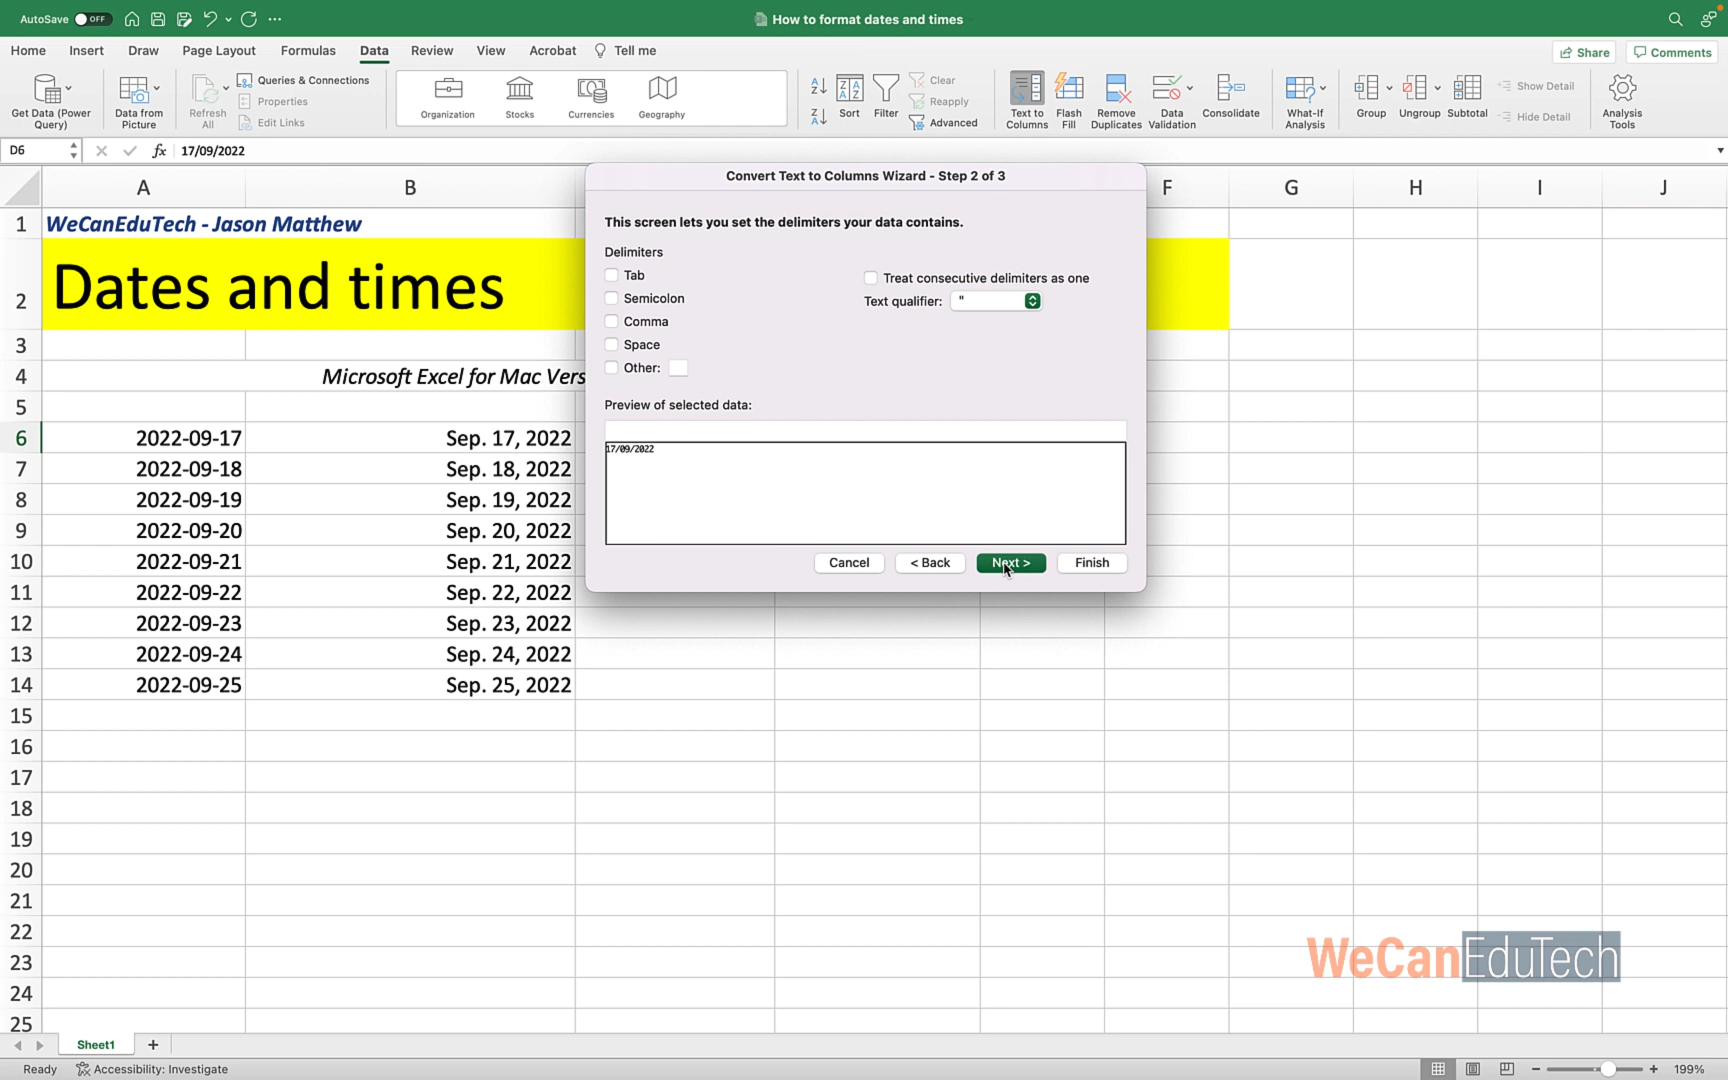 AutoSave OFF
How to format dates and times
Home Insert Draw Page Layout Formulas Data Review View Acrobat Tell me
Share Comments
Get Data (Power Query)
Data from Picture
Refresh All
Queries & Connections
Properties
Edit Links
Organization
Stocks
Currencies
Geography
Sort
Filter
Clear
Reapply
Advanced
Text to Columns
Flash Fill
Remove Duplicates
Data Validation
Consolidate
What-If Analysis
Group
Ungroup
Subtotal
Show Detail
Hide Detail
Analysis Tools
D6 fx 17/09/2022
A B F G H I J
1 WeCanEduTech - Jason Matthew
2 Dates and times
3
4 Microsoft Excel for Mac Vers
5
6 2022-09-17 Sep. 17, 2022
7 2022-09-18 Sep. 18, 2022
8 2022-09-19 Sep. 19, 2022
9 2022-09-20 Sep. 20, 2022
10 2022-09-21 Sep. 21, 2022
11 2022-09-22 Sep. 22, 2022
12 2022-09-23 Sep. 23, 2022
13 2022-09-24 Sep. 24, 2022
14 2022-09-25 Sep. 25, 2022
15
16
17
18
19
20
21
22
23
24
25
Convert Text to Columns Wizard - Step 2 of 3
This screen lets you set the delimiters your data contains.
Delimiters
Tab
Semicolon
Comma
Space
Other:
Treat consecutive delimiters as one
Text qualifier: "
Preview of selected data:
17/09/2022
Cancel < Back Next > Finish
WeCanEduTech
Sheet1 +
Ready Accessibility: Investigate
199%